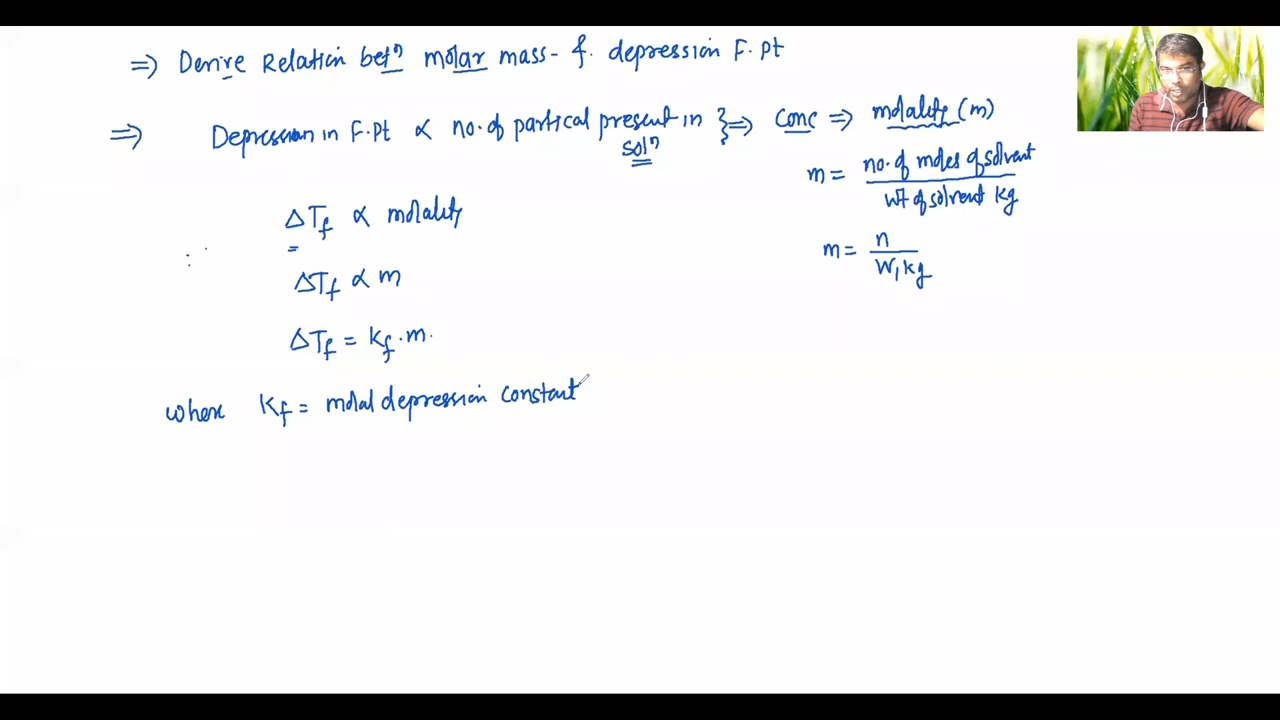 ⇒ Derive Relation betⁿ molar mass - f. depression F.pt
⇒ Depression in F.pt ∝ no. of partical present in solⁿ } ⇒ Conc ⇒ molality (m)
m = no. of moles of solvent / wt of solvent kg
ΔTf ∝ molality
m = n / W₁ kg
∴ ΔTf ∝ m
ΔTf = Kf . m .
where Kf = molal depression constant